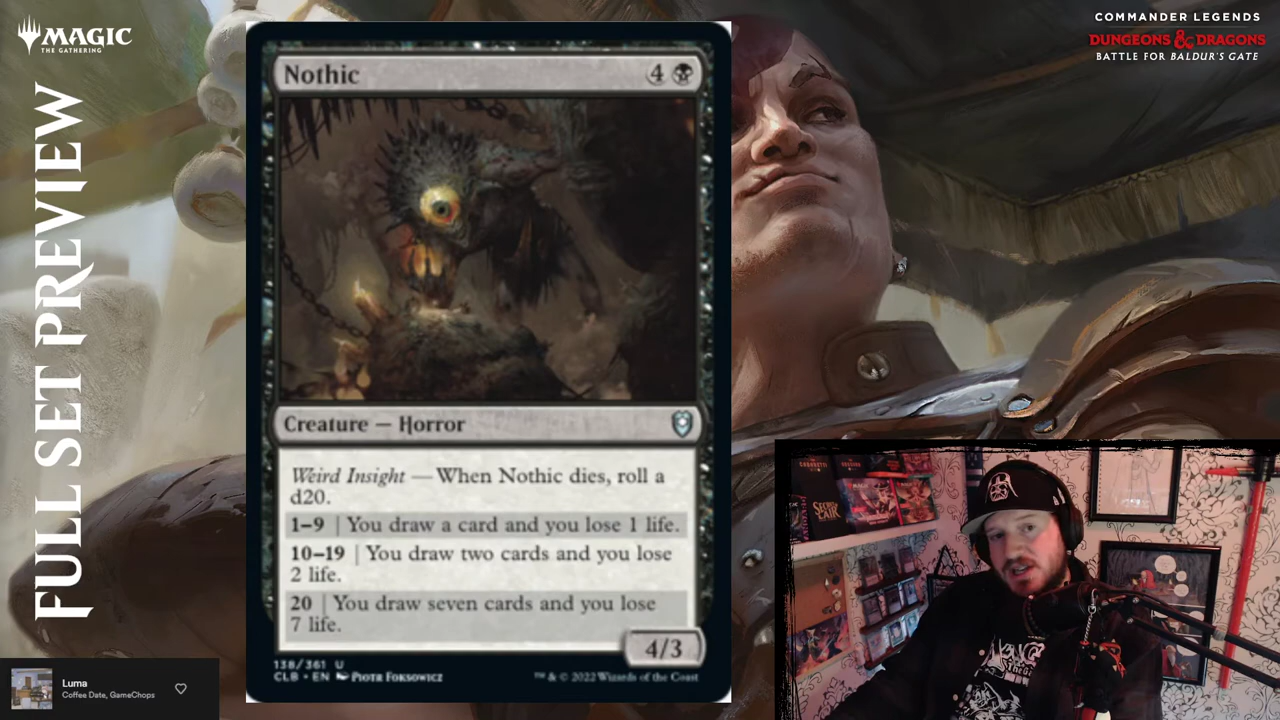 MAGIC
THE GATHERING
FULL SET PREVIEW
COMMANDER LEGENDS
DUNGEONS & DRAGONS
BATTLE FOR BALDUR'S GATE
Nothic 4
Creature — Horror
Weird Insight — When Nothic dies, roll a
d20.
1–9 | You draw a card and you lose 1 life.
10–19 | You draw two cards and you lose
2 life.
20 | You draw seven cards and you lose
7 life.
4/3
138/361 U
CLB • EN Piotr Foksowicz
™ & © 2022 Wizards of the Coast
Luma
Coffee Date, GameChops
SECRET
LAIR